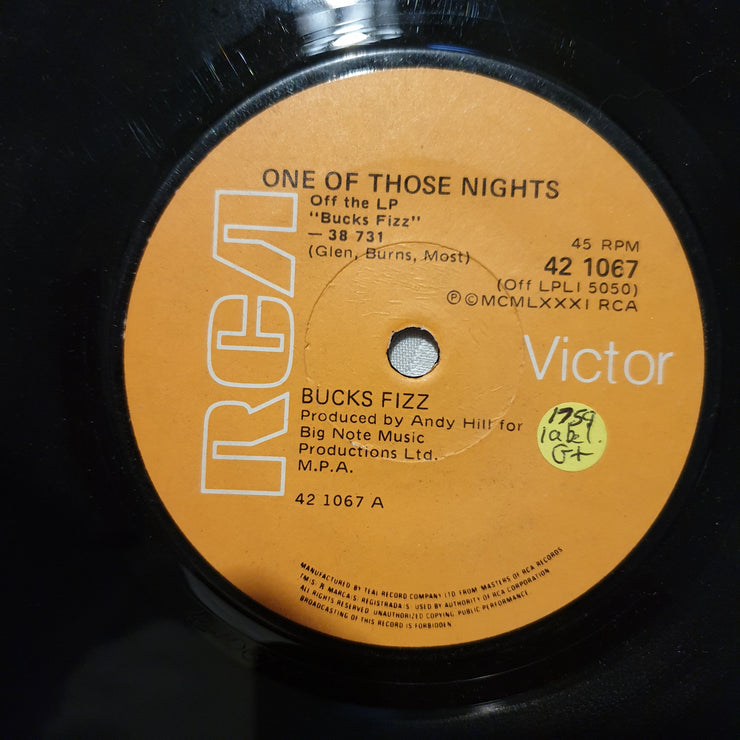 ONE OF THOSE NIGHTS
Off the LP
"Bucks Fizz"
— 38 731
(Glen, Burns, Most)
45 RPM
42 1067
(Off LPLI 5050)
℗ © MCMLXXXI RCA
RCA
Victor
BUCKS FIZZ
Produced by Andy Hill for
Big Note Music
Productions Ltd.
M.P.A.
42 1067 A
1759
label.
G+
MANUFACTURED BY TEAL RECORD COMPANY LTD FROM MASTERS OF RCA RECORDS
TM(S) ® MARCA(S) REGISTRADA(S) USED BY AUTHORITY OF RCA CORPORATION
ALL RIGHTS RESERVED UNAUTHORIZED COPYING PUBLIC PERFORMANCE
BROADCASTING OF THIS RECORD IS FORBIDDEN